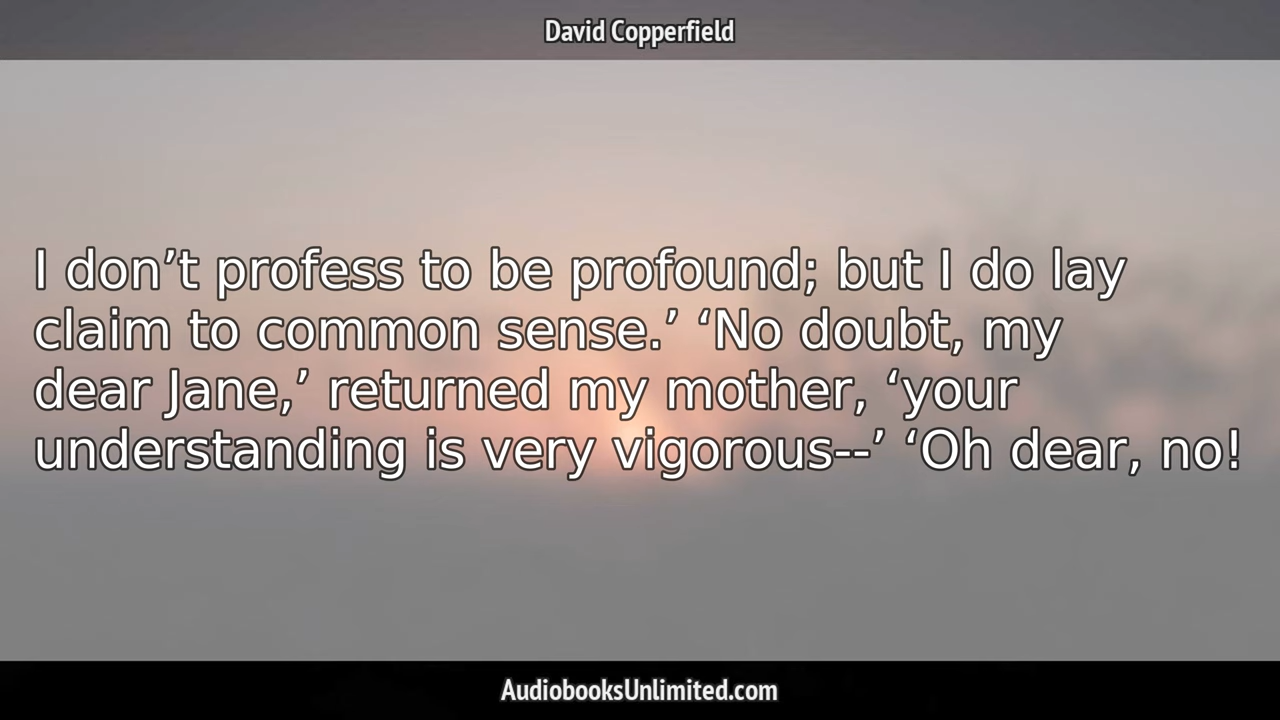 David Copperfield
I don’t profess to be profound; but I do lay
claim to common sense.’ ‘No doubt, my
dear Jane,’ returned my mother, ‘your
understanding is very vigorous--’ ‘Oh dear, no!
AudiobooksUnlimited.com